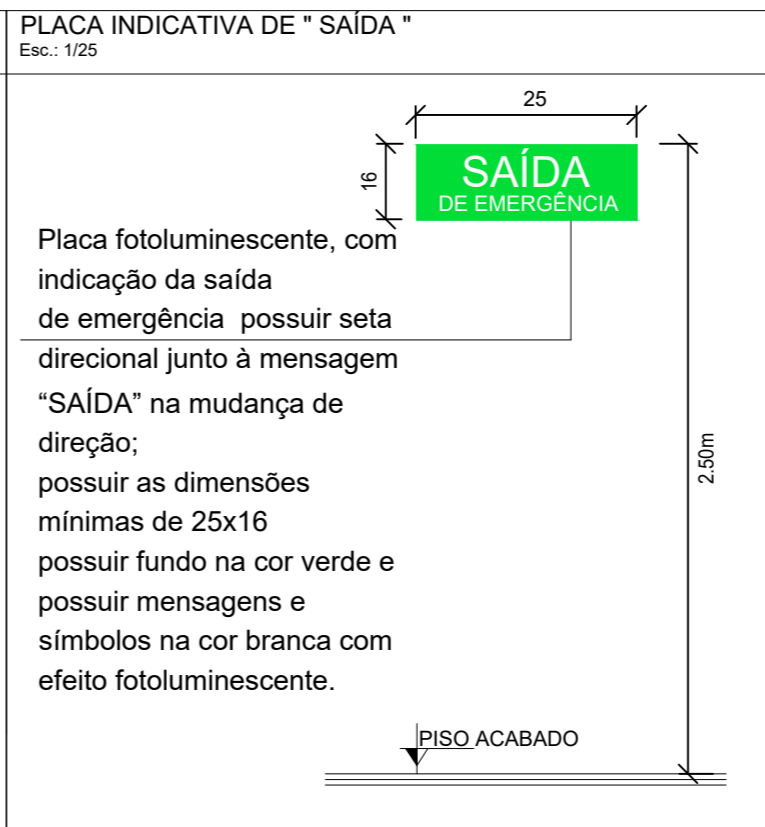 PLACA INDICATIVA DE " SAÍDA "
Esc.: 1/25
25
16
SAÍDA
DE EMERGÊNCIA
Placa fotoluminescente, com
indicação da saída
de emergência  possuir seta
direcional junto à mensagem
“SAÍDA” na mudança de
direção;
possuir as dimensões
mínimas de 25x16
possuir fundo na cor verde e
possuir mensagens e
símbolos na cor branca com
efeito fotoluminescente.
2.50m
PISO ACABADO